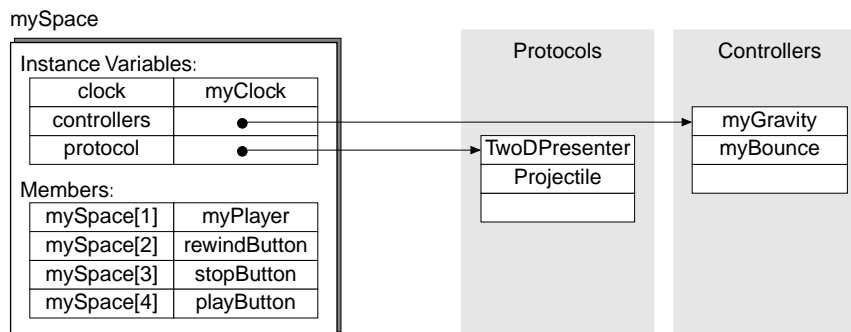 mySpace
Instance Variables:
clock myClock
controllers
protocol
Members:
mySpace[1] myPlayer
mySpace[2] rewindButton
mySpace[3] stopButton
mySpace[4] playButton
Protocols
TwoDPresenter
Projectile
Controllers
myGravity
myBounce